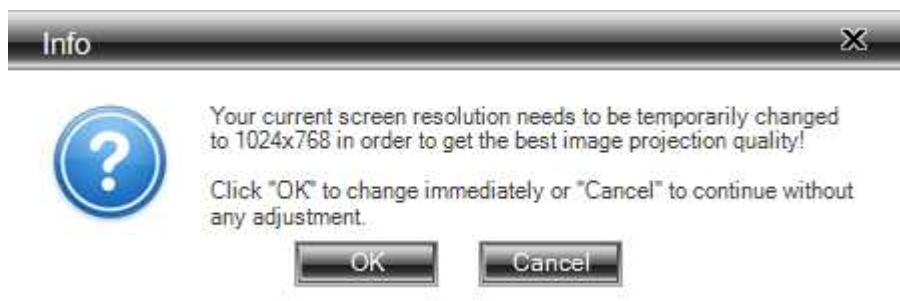 Info
Your current screen resolution needs to be temporarily changed
to 1024x768 in order to get the best image projection quality!
Click "OK" to change immediately or "Cancel" to continue without
any adjustment.
OK
Cancel